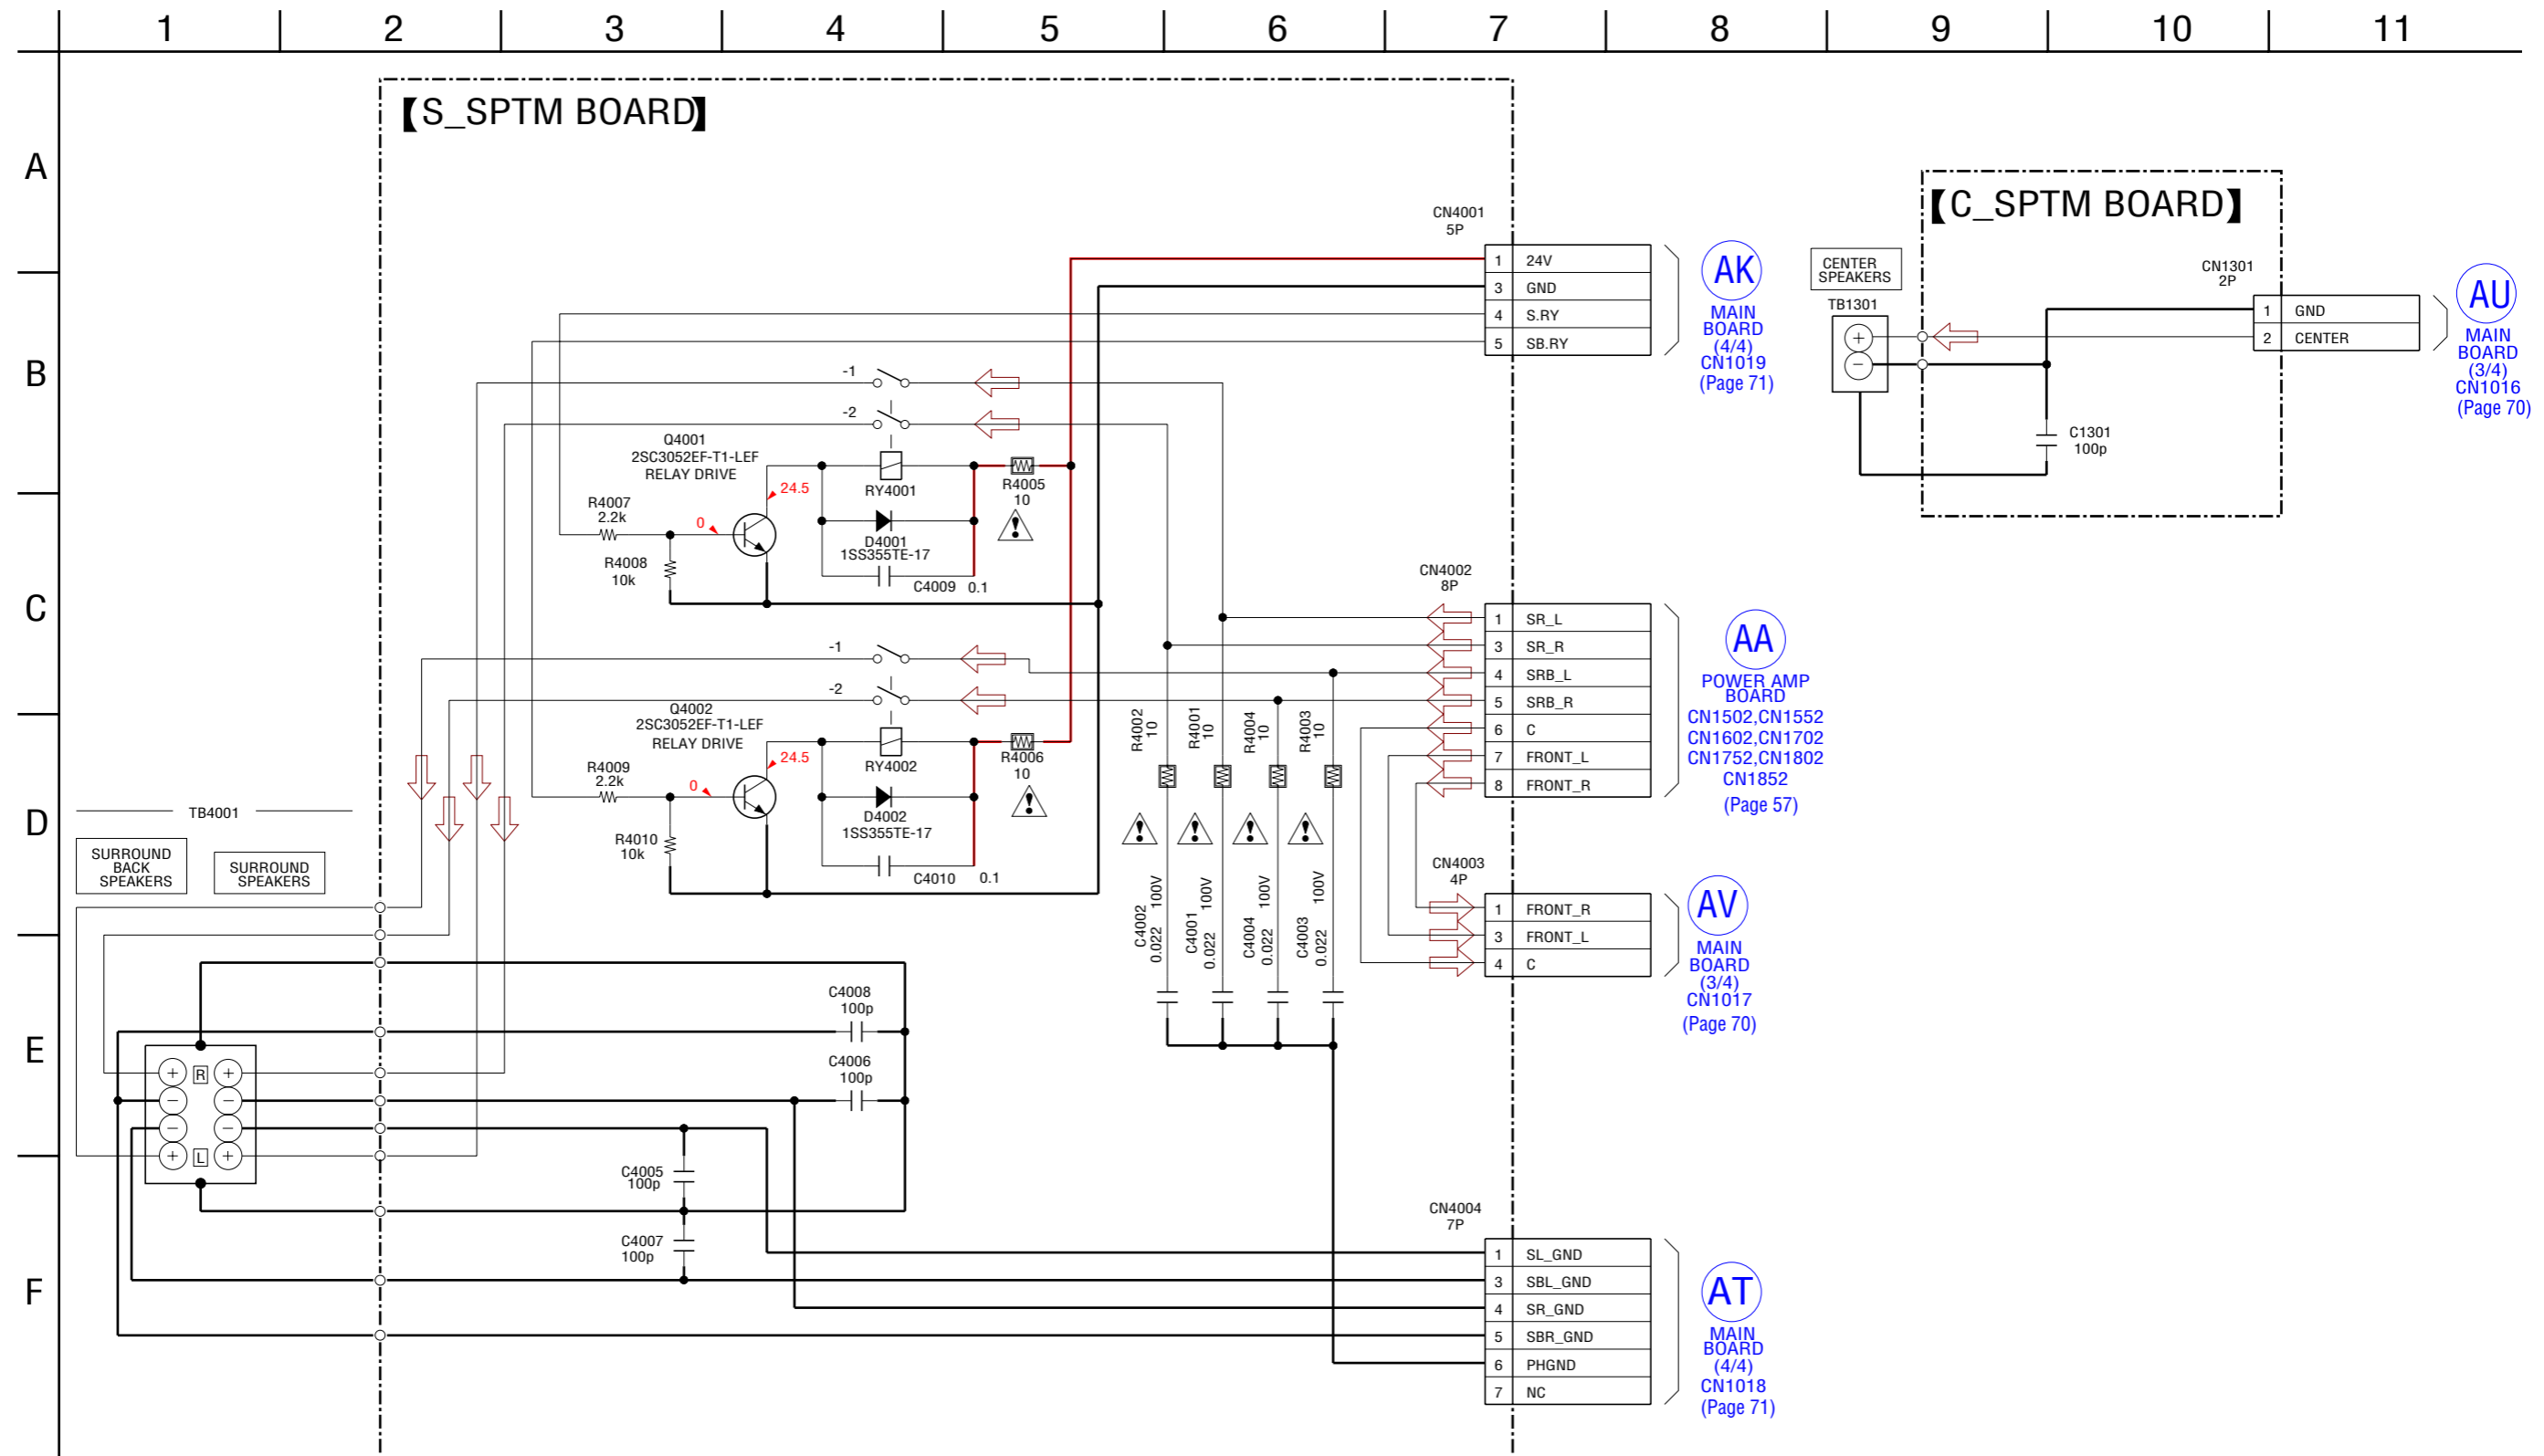 1 2 3 4 5 6 7 8 9 10 11
A
B
C
D
E
F
【S_SPTM BOARD】
CN4001
5P
1 24V
3 GND
4 S.RY
5 SB.RY
AK
MAIN
BOARD
(4/4)
CN1019
(Page 71)
-1
-2
Q4001
2SC3052EF-T1-LEF
RELAY DRIVE
24.5
0
R4007
2.2k
R4008
10k
RY4001
D4001
1SS355TE-17
C4009 0.1
R4005
10
!
-1
-2
Q4002
2SC3052EF-T1-LEF
RELAY DRIVE
24.5
0
R4009
2.2k
R4010
10k
RY4002
D4002
1SS355TE-17
C4010 0.1
R4006
10
!
CN4002
8P
1 SR_L
3 SR_R
4 SRB_L
5 SRB_R
6 C
7 FRONT_L
8 FRONT_R
AA
POWER AMP
BOARD
CN1502,CN1552
CN1602,CN1702
CN1752,CN1802
CN1852
(Page 57)
R4002
10
R4001
10
R4004
10
R4003
10
!
!
!
!
C4002
0.022 100V
C4001
0.022 100V
C4004
0.022 100V
C4003
0.022 100V
CN4003
4P
1 FRONT_R
3 FRONT_L
4 C
AV
MAIN
BOARD
(3/4)
CN1017
(Page 70)
TB4001
SURROUND
BACK
SPEAKERS
SURROUND
SPEAKERS
+ R +
− −
− −
+ L +
C4008
100p
C4006
100p
C4005
100p
C4007
100p
CN4004
7P
1 SL_GND
3 SBL_GND
4 SR_GND
5 SBR_GND
6 PHGND
7 NC
AT
MAIN
BOARD
(4/4)
CN1018
(Page 71)
【C_SPTM BOARD】
CENTER
SPEAKERS
TB1301
+
−
CN1301
2P
1 GND
2 CENTER
C1301
100p
AU
MAIN
BOARD
(3/4)
CN1016
(Page 70)